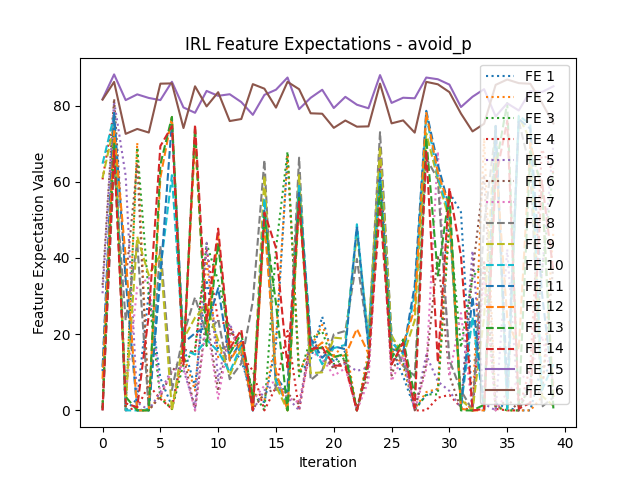 IRL Feature Expectations - avoid_p
Feature Expectation Value
80
60
40
20
0
0 5 10 15 20 25 30 35 40
Iteration
FE 1
FE 2
FE 3
FE 4
FE 5
FE 6
FE 7
FE 8
FE 9
FE 10
FE 11
FE 12
FE 13
FE 14
FE 15
FE 16